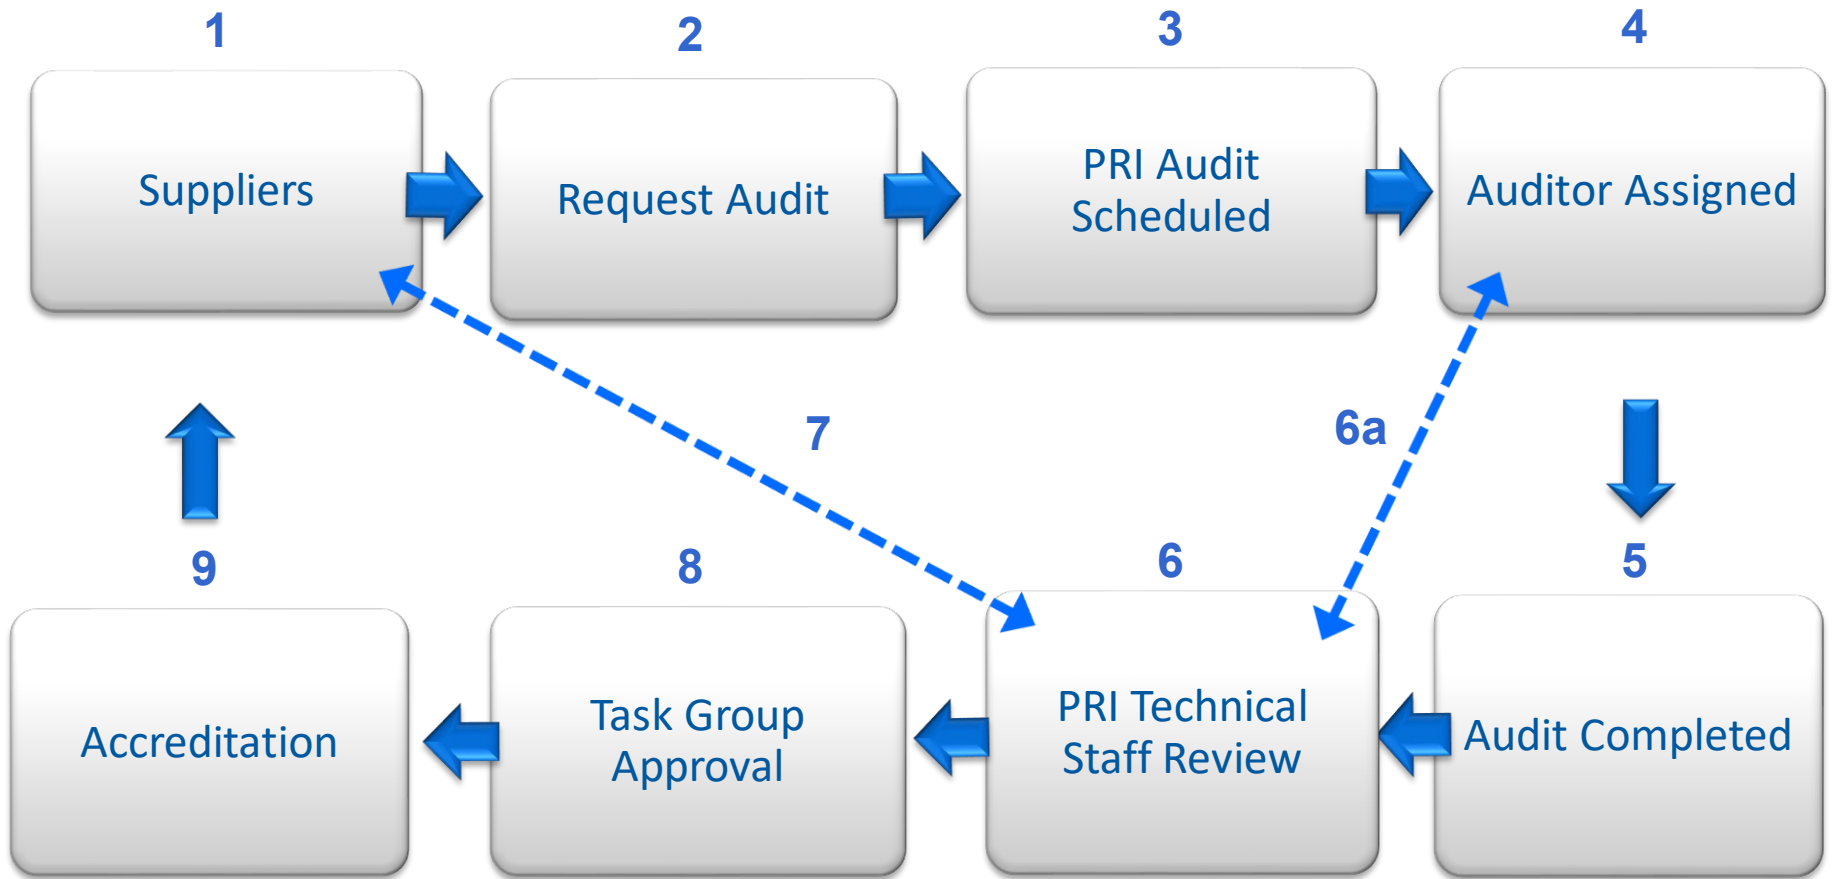 1
2
3
4
Suppliers
Request Audit
PRI Audit
Scheduled
Auditor Assigned
7
6a
9
8
6
5
Accreditation
Task Group
Approval
PRI Technical
Staff Review
Audit Completed